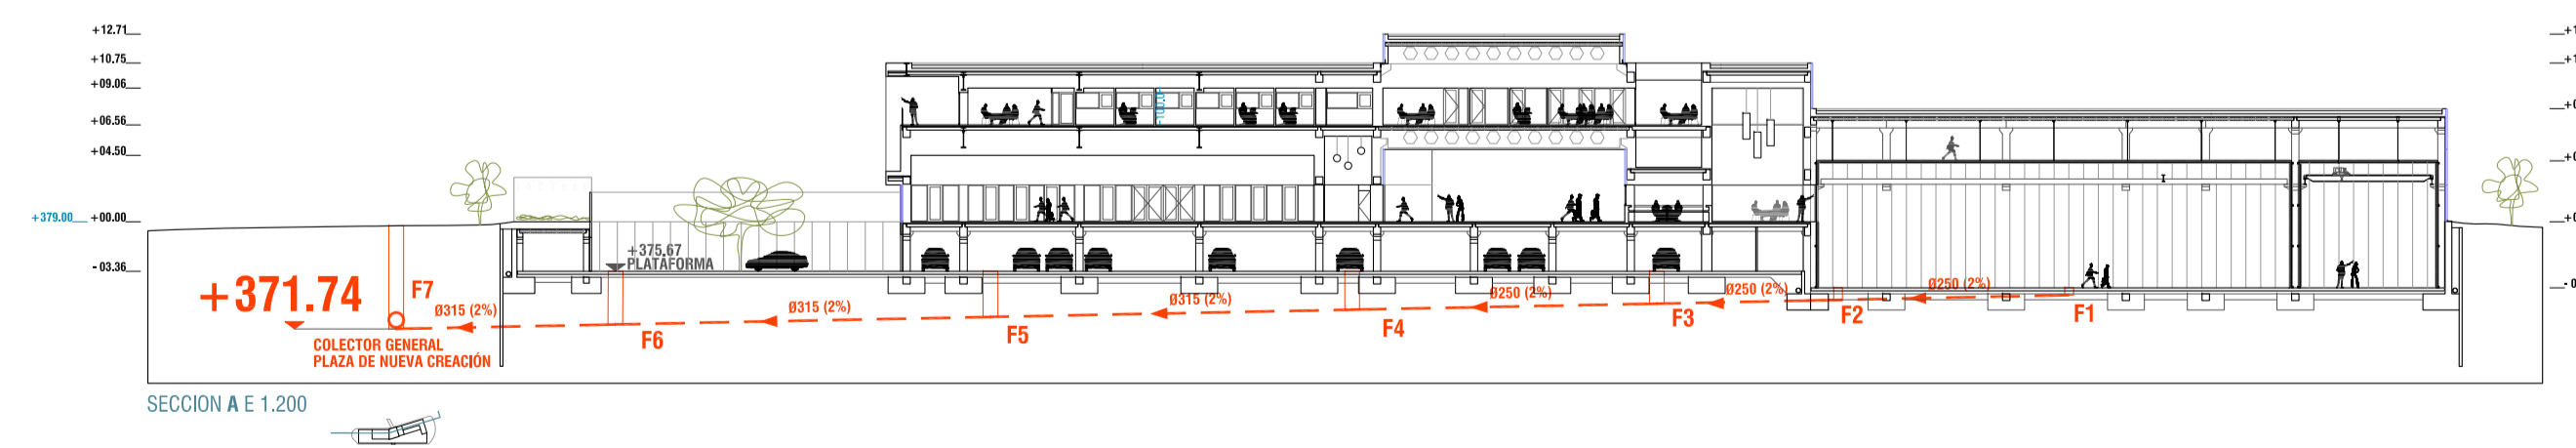 +12.71
+10.75
+09.06
+06.56
+04.50
+379.00 +00.00
-03.36
-100.0
+375,67
PLATAFORMA
+371.74
F7
Ø315 (2%)
Ø315 (2%)
Ø315 (2%)
Ø250 (2%)
Ø250 (2%)
Ø250 (2%)
F6
F5
F4
F3
F2
F1
COLECTOR GENERAL
PLAZA DE NUEVA CREACIÓN
SECCION A E 1.200